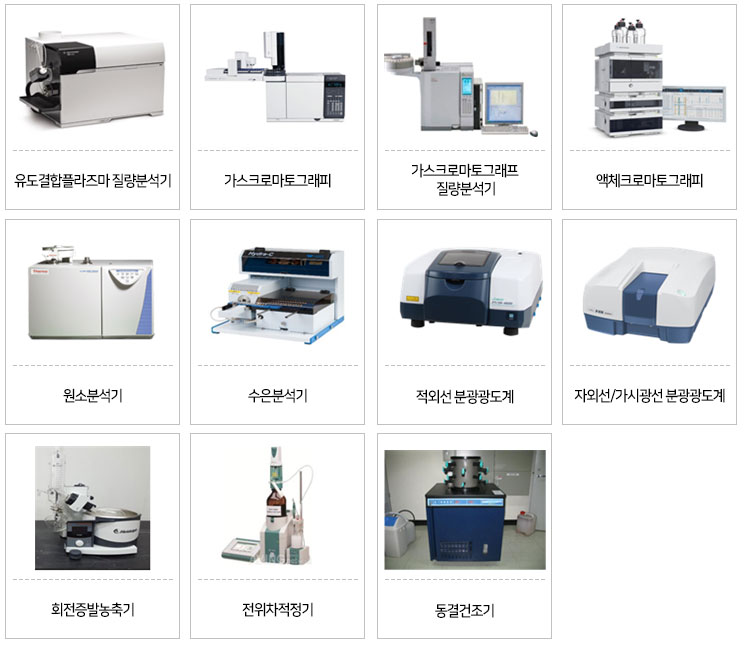 유도결합플라즈마 질량분석기
가스크로마토그래피
가스크로마토그래프
질량분석기
액체크로마토그래피
Thermo
Hydra-C
원소분석기
수은분석기
적외선 분광광도계
자외선/가시광선 분광광도계
회전증발농축기
전위차적정기
동결건조기